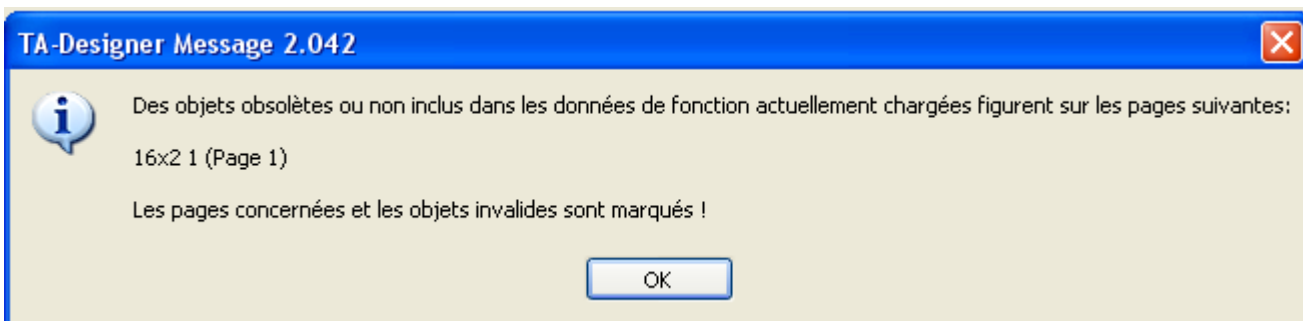 TA-Designer Message 2.042
Des objets obsolètes ou non inclus dans les données de fonction actuellement chargées figurent sur les pages suivantes:
16x2 1 (Page 1)
Les pages concernées et les objets invalides sont marqués !
OK